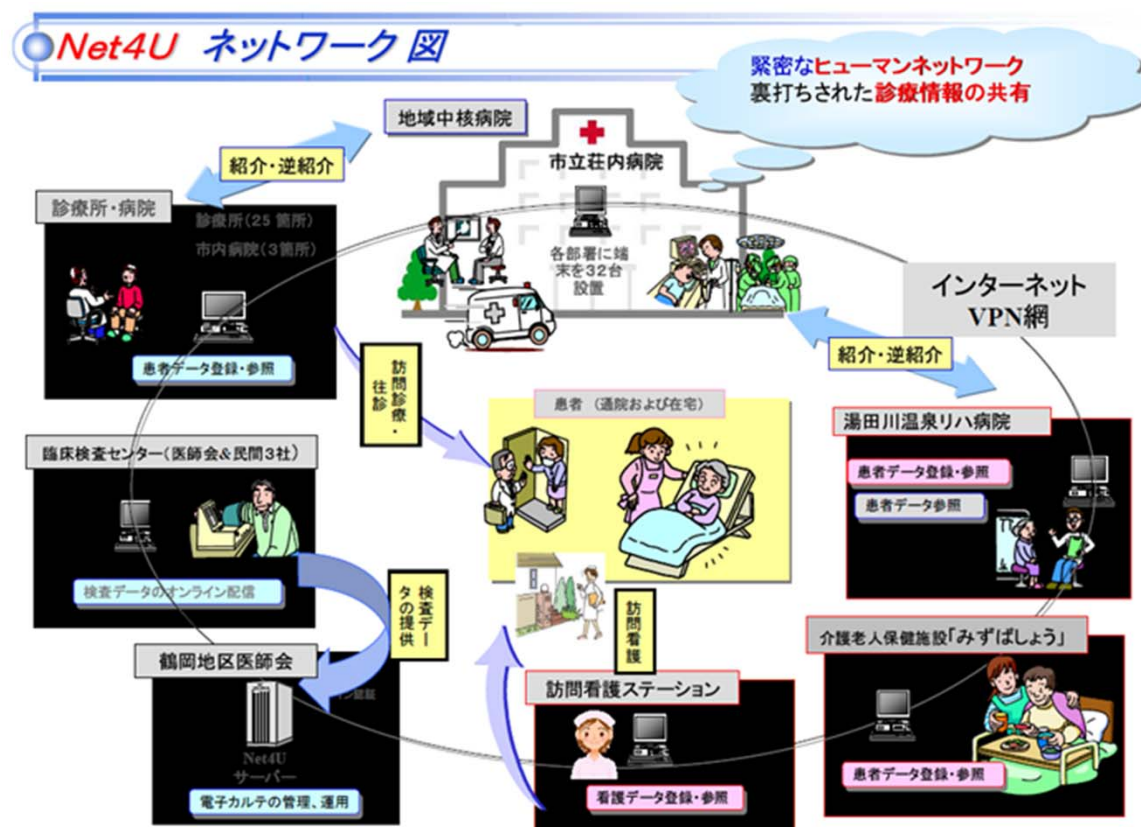 Net4U ネットワーク図
緊密なヒューマンネットワーク
裏打ちされた診療情報の共有
地域中核病院
紹介・逆紹介
市立荘内病院
診療所・病院
診療所(25 箇所)
市内病院(3箇所)
各部署に端
末を32台
設置
インターネット
VPN網
紹介・逆紹介
患者データ登録・参照
訪問診療・
往診
患者 (通院および在宅)
湯田川温泉リハ病院
臨床検査センター(医師会&民間3社)
患者データ登録・参照
患者データ参照
検査データのオンライン配信
検査デー
タの提供
訪問看護
介護老人保健施設「みずばしょう」
鶴岡地区医師会
訪問看護ステーション
Net4U
サーバー
患者データ登録・参照
電子カルテの管理、運用
看護データ登録・参照